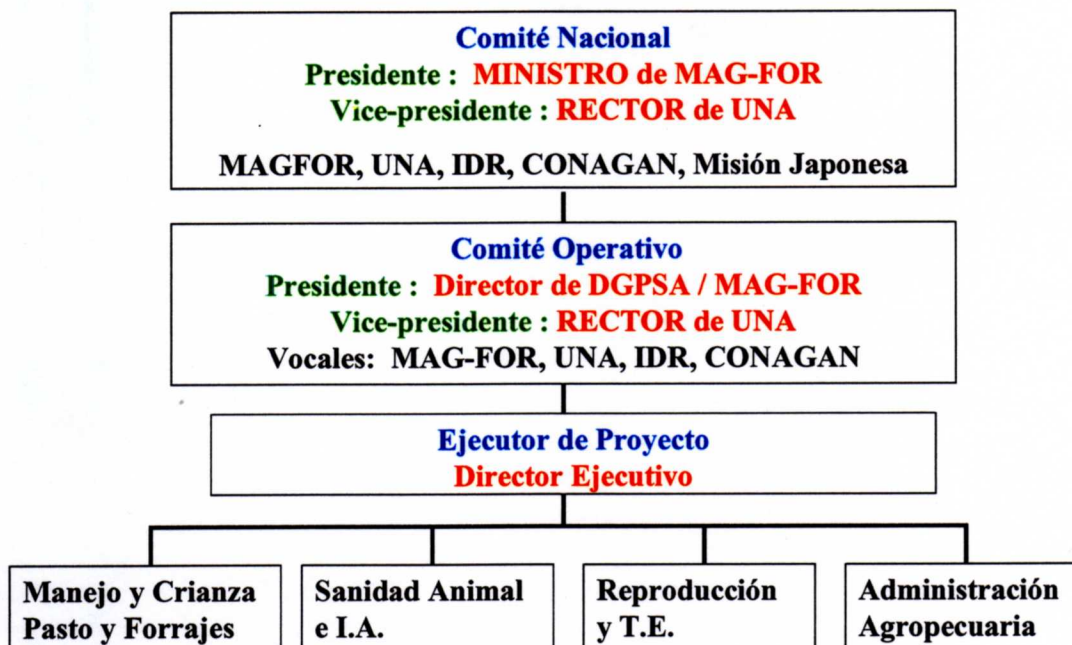 Comité Nacional
Presidente : MINISTRO de MAG-FOR
Vice-presidente : RECTOR de UNA
MAGFOR, UNA, IDR, CONAGAN, Misión Japonesa
Comité Operativo
Presidente : Director de DGPSA / MAG-FOR
Vice-presidente : RECTOR de UNA
Vocales: MAG-FOR, UNA, IDR, CONAGAN
Ejecutor de Proyecto
Director Ejecutivo
Manejo y Crianza
Pasto y Forrajes
Sanidad Animal
e I.A.
Reproducción
y T.E.
Administración
Agropecuaria